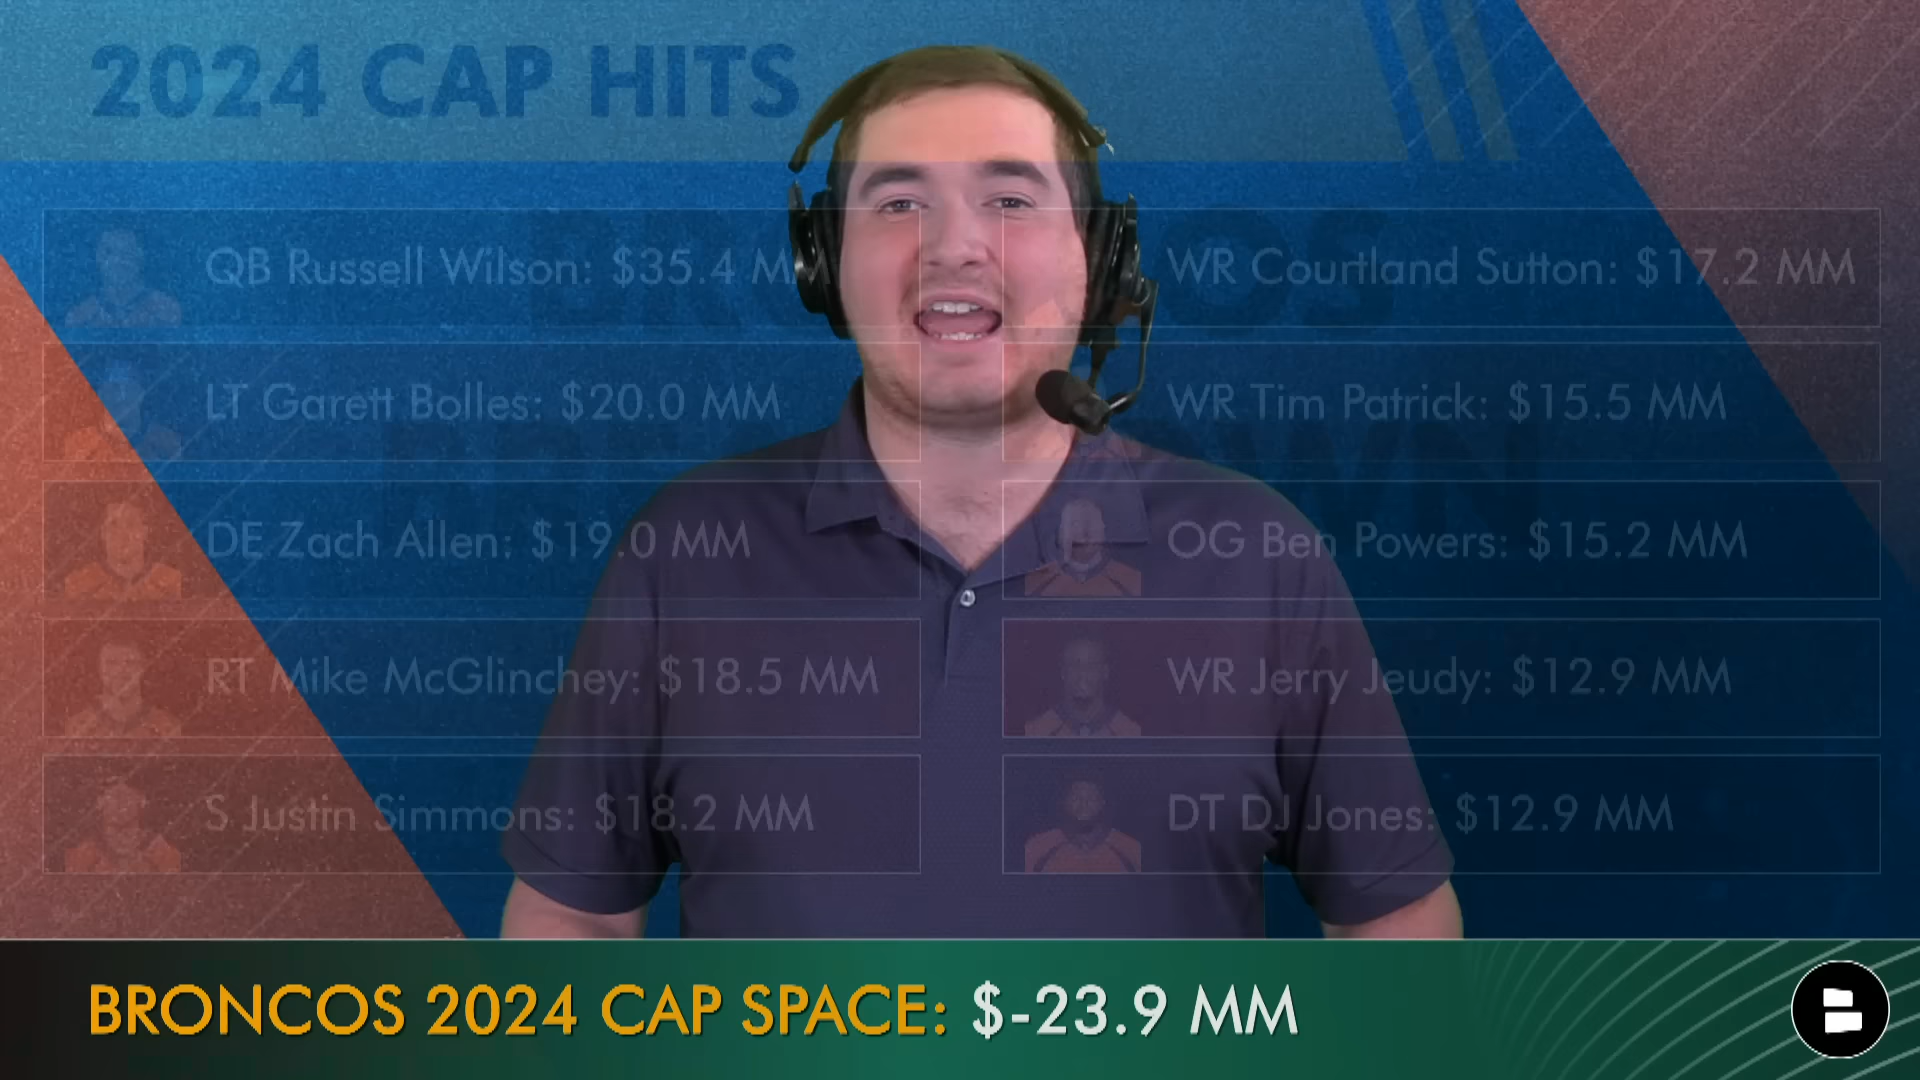 2024 CAP HITS
QB Russell Wilson: $35.4 MM
LT Garett Bolles: $20.0 MM
DE Zach Allen: $19.0 MM
RT Mike McGlinchey: $18.5 MM
S Justin Simmons: $18.2 MM
WR Courtland Sutton: $17.2 MM
WR Tim Patrick: $15.5 MM
OG Ben Powers: $15.2 MM
WR Jerry Jeudy: $12.9 MM
DT DJ Jones: $12.9 MM
BRONCOS 2024 CAP SPACE: $-23.9 MM